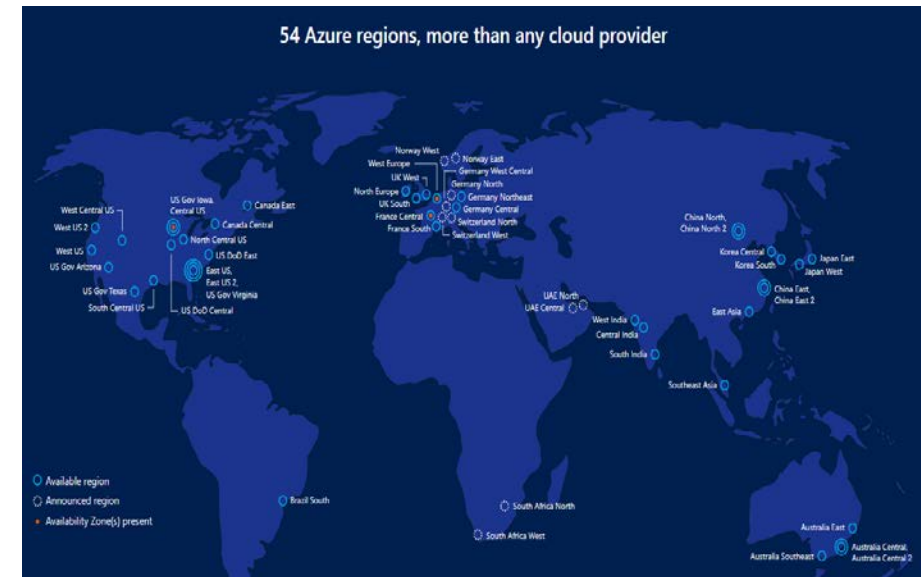 54 Azure regions, more than any cloud provider
Norway West
Norway East
West Europe
Germany West Central
UK West
Germany North
North Europe
Germany Northeast
UK South
Germany Central
France Central
Switzerland North
France South
Switzerland West
US Gov Iowa,
Central US
Canada East
West Central US
West US 2
Canada Central
North Central US
West US
US DoD East
US Gov Arizona
East US,
East US 2,
US Gov Virginia
US Gov Texas
South Central US
US DoD Central
China North,
China North 2
Korea Central
Japan East
Korea South
Japan West
China East,
China East 2
East Asia
UAE North
UAE Central
West India
Central India
South India
Southeast Asia
Available region
Announced region
Availability Zone(s) present
Brazil South
South Africa North
South Africa West
Australia East
Australia Central,
Australia Central 2
Australia Southeast